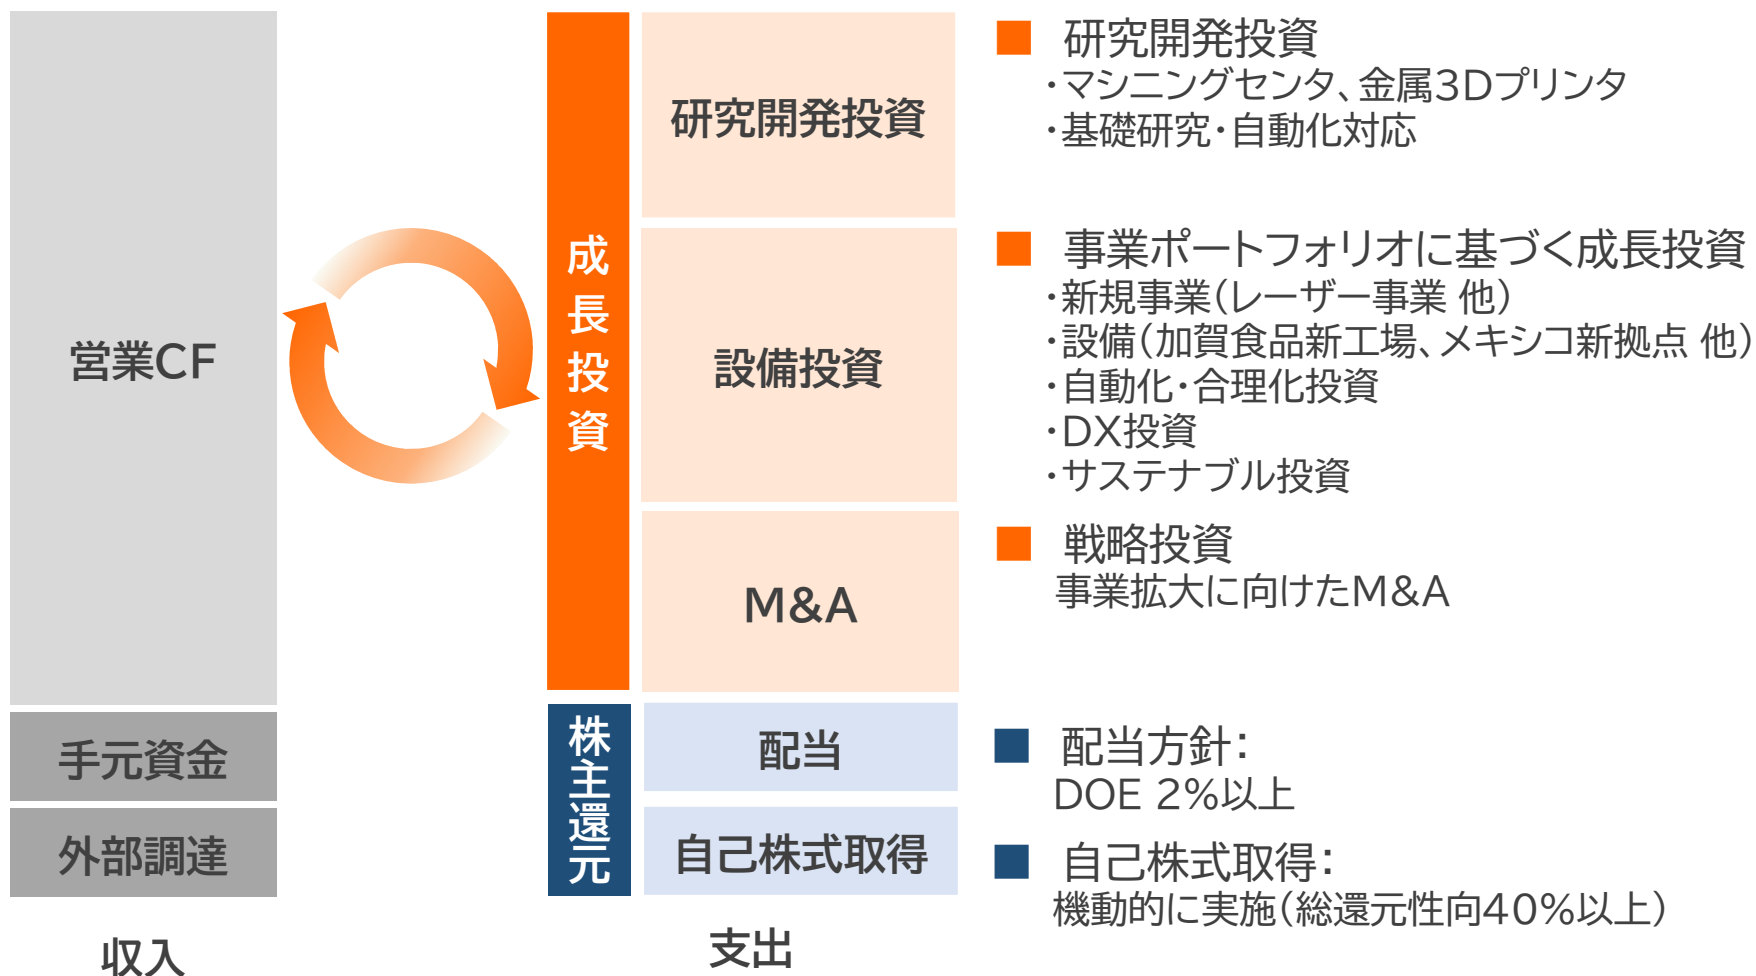 営業CF
手元資金
外部調達
収入
成長投資
株主還元
研究開発投資
設備投資
M&A
配当
自己株式取得
支出
■ 研究開発投資
・マシニングセンタ、金属3Dプリンタ
・基礎研究・自動化対応
■ 事業ポートフォリオに基づく成長投資
・新規事業(レーザー事業 他)
・設備(加賀食品新工場、メキシコ新拠点 他)
・自動化・合理化投資
・DX投資
・サステナブル投資
■ 戦略投資
事業拡大に向けたM&A
■ 配当方針:
DOE 2%以上
■ 自己株式取得:
機動的に実施(総還元性向40%以上)